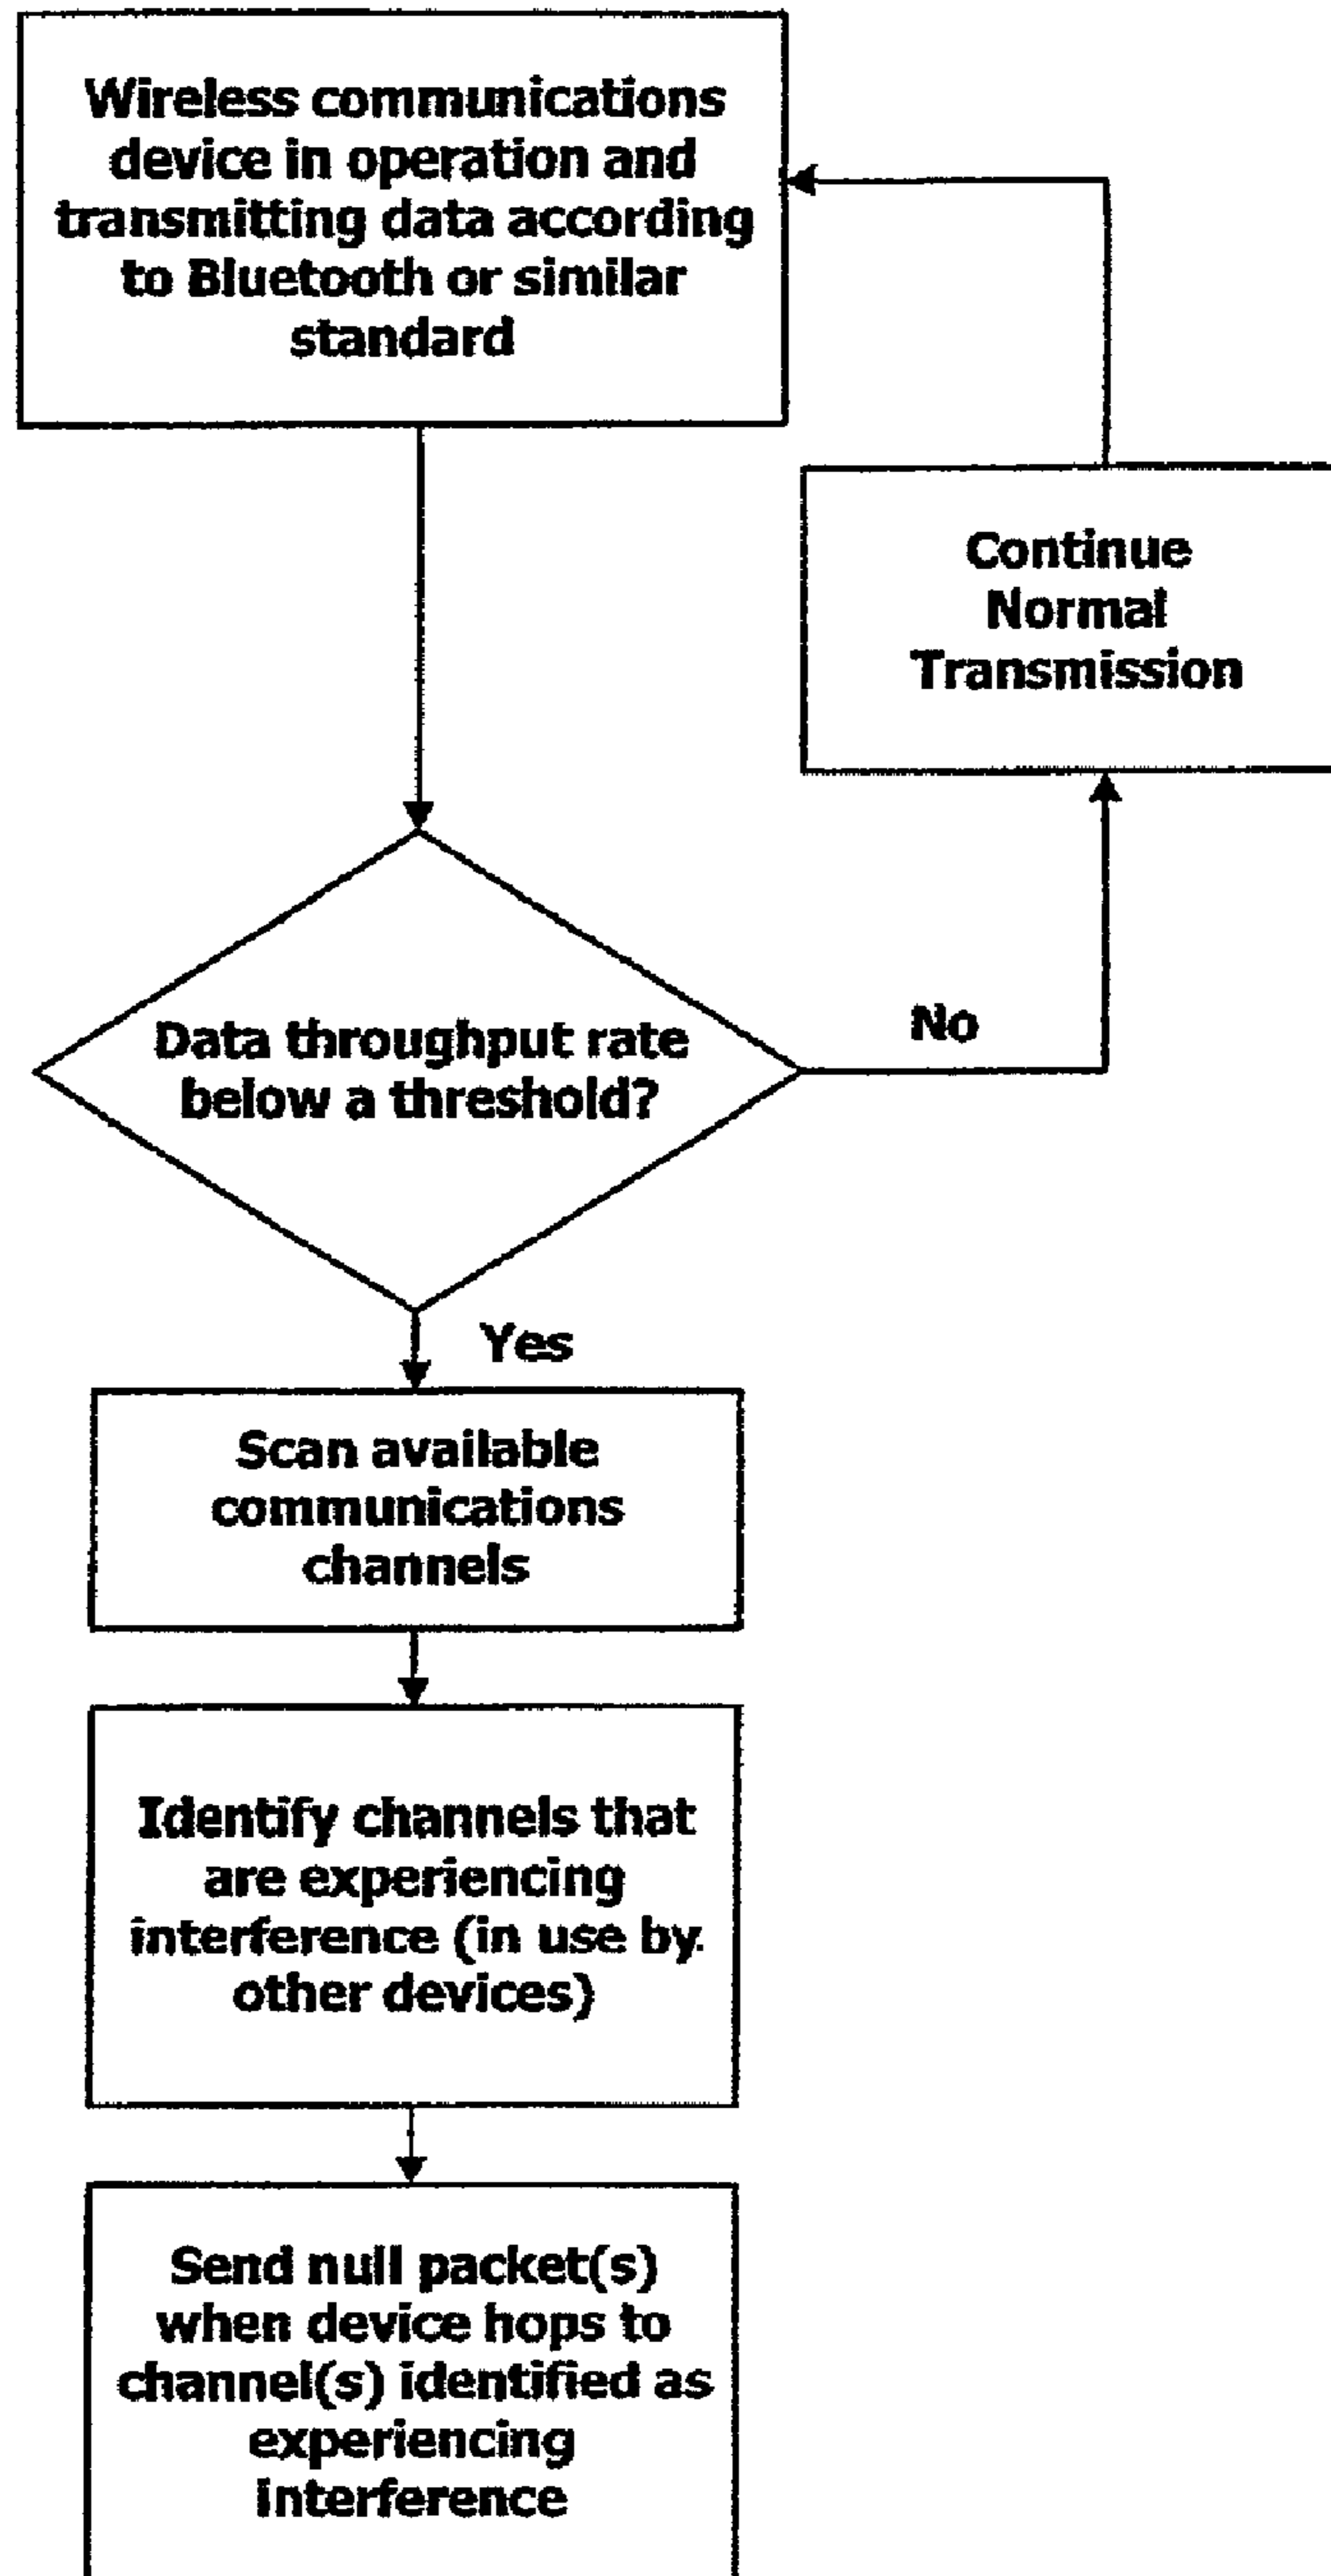 Wireless communications
device in operation and
transmitting data according
to Bluetooth or similar
standard
Continue
Normal
Transmission
Data throughput rate
below a threshold?
No
Yes
Scan available
communications
channels
Identify channels that
are experiencing
interference (in use by
other devices)
Send null packet(s)
when device hops to
channel(s) identified as
experiencing
interference